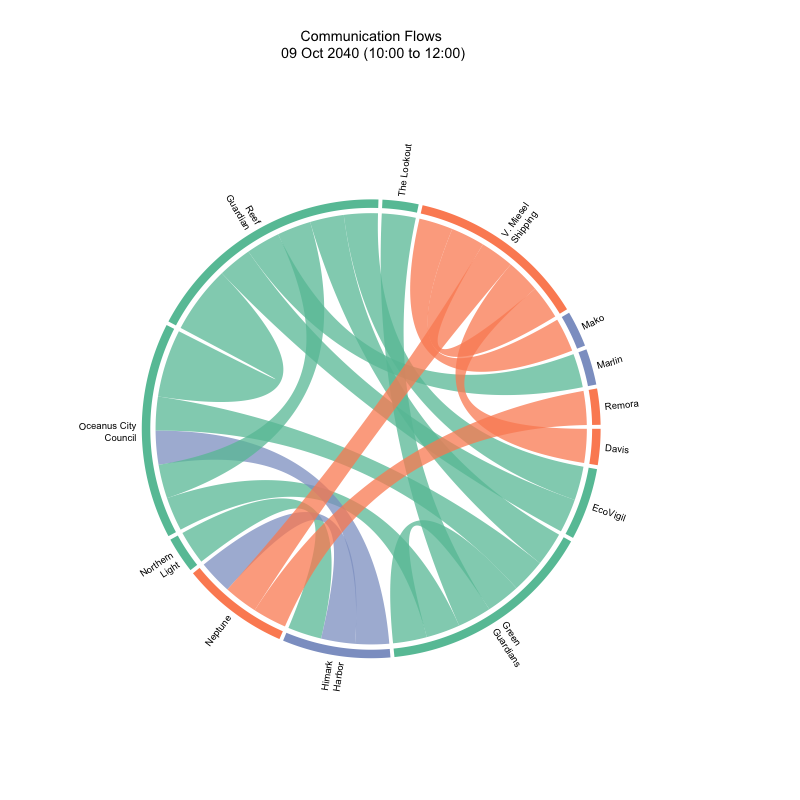 Communication Flows
09 Oct 2040 (10:00 to 12:00)
The Lookout
Reef
Guardian
V. Miesel
Shipping
Mako
Marlin
Remora
Davis
EcoVigil
Green
Guardians
Himark
Harbor
Neptune
Northern
Light
Oceanus City
Council